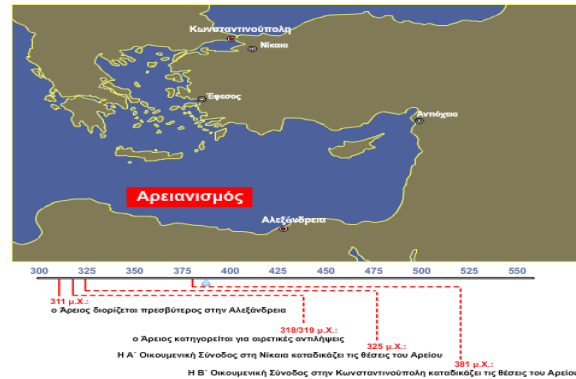 Κωνσταντινούπολη
Νίκαια
Έφεσος
Αντιόχεια
Αρειανισμός
Αλεξάνδρεια
300 325 350 375 400 425 450 475 500 525 550
311 μ.Χ.:
ο Άρειος διορίζεται πρεσβύτερος στην Αλεξάνδρεια
318/319 μ.Χ.:
ο Άρειος κατηγορείται για αιρετικές αντιλήψεις
325 μ.Χ.:
Η Α΄ Οικουμενική Σύνοδος στη Νίκαια καταδικάζει τις θέσεις του Αρείου
381 μ.Χ.:
Η Β΄ Οικουμενική Σύνοδος στην Κωνσταντινούπολη καταδικάζει τις θέσεις του Αρείου